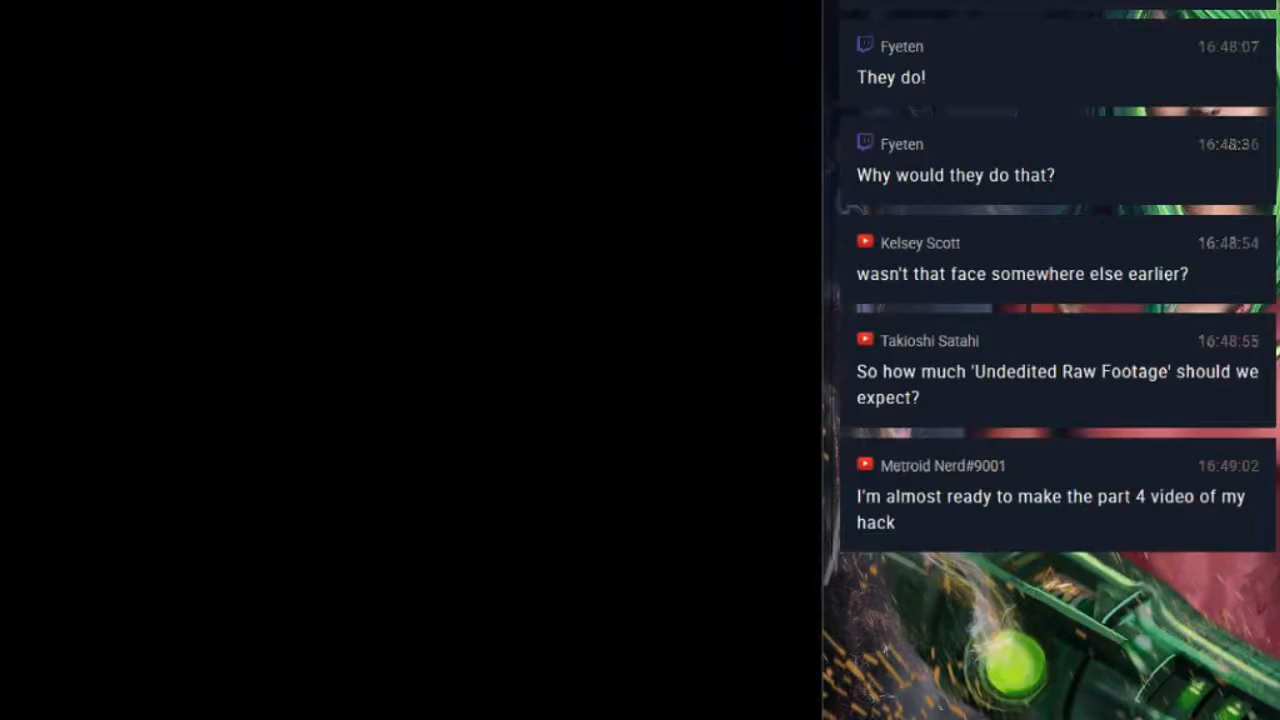 Fyeten 16:48:07
They do!
Fyeten 16:48:36
Why would they do that?
Kelsey Scott 16:48:54
wasn't that face somewhere else earlier?
Takioshi Satahi 16:48:55
So how much 'Undedited Raw Footage' should we
expect?
Metroid Nerd#9001 16:49:02
I'm almost ready to make the part 4 video of my
hack